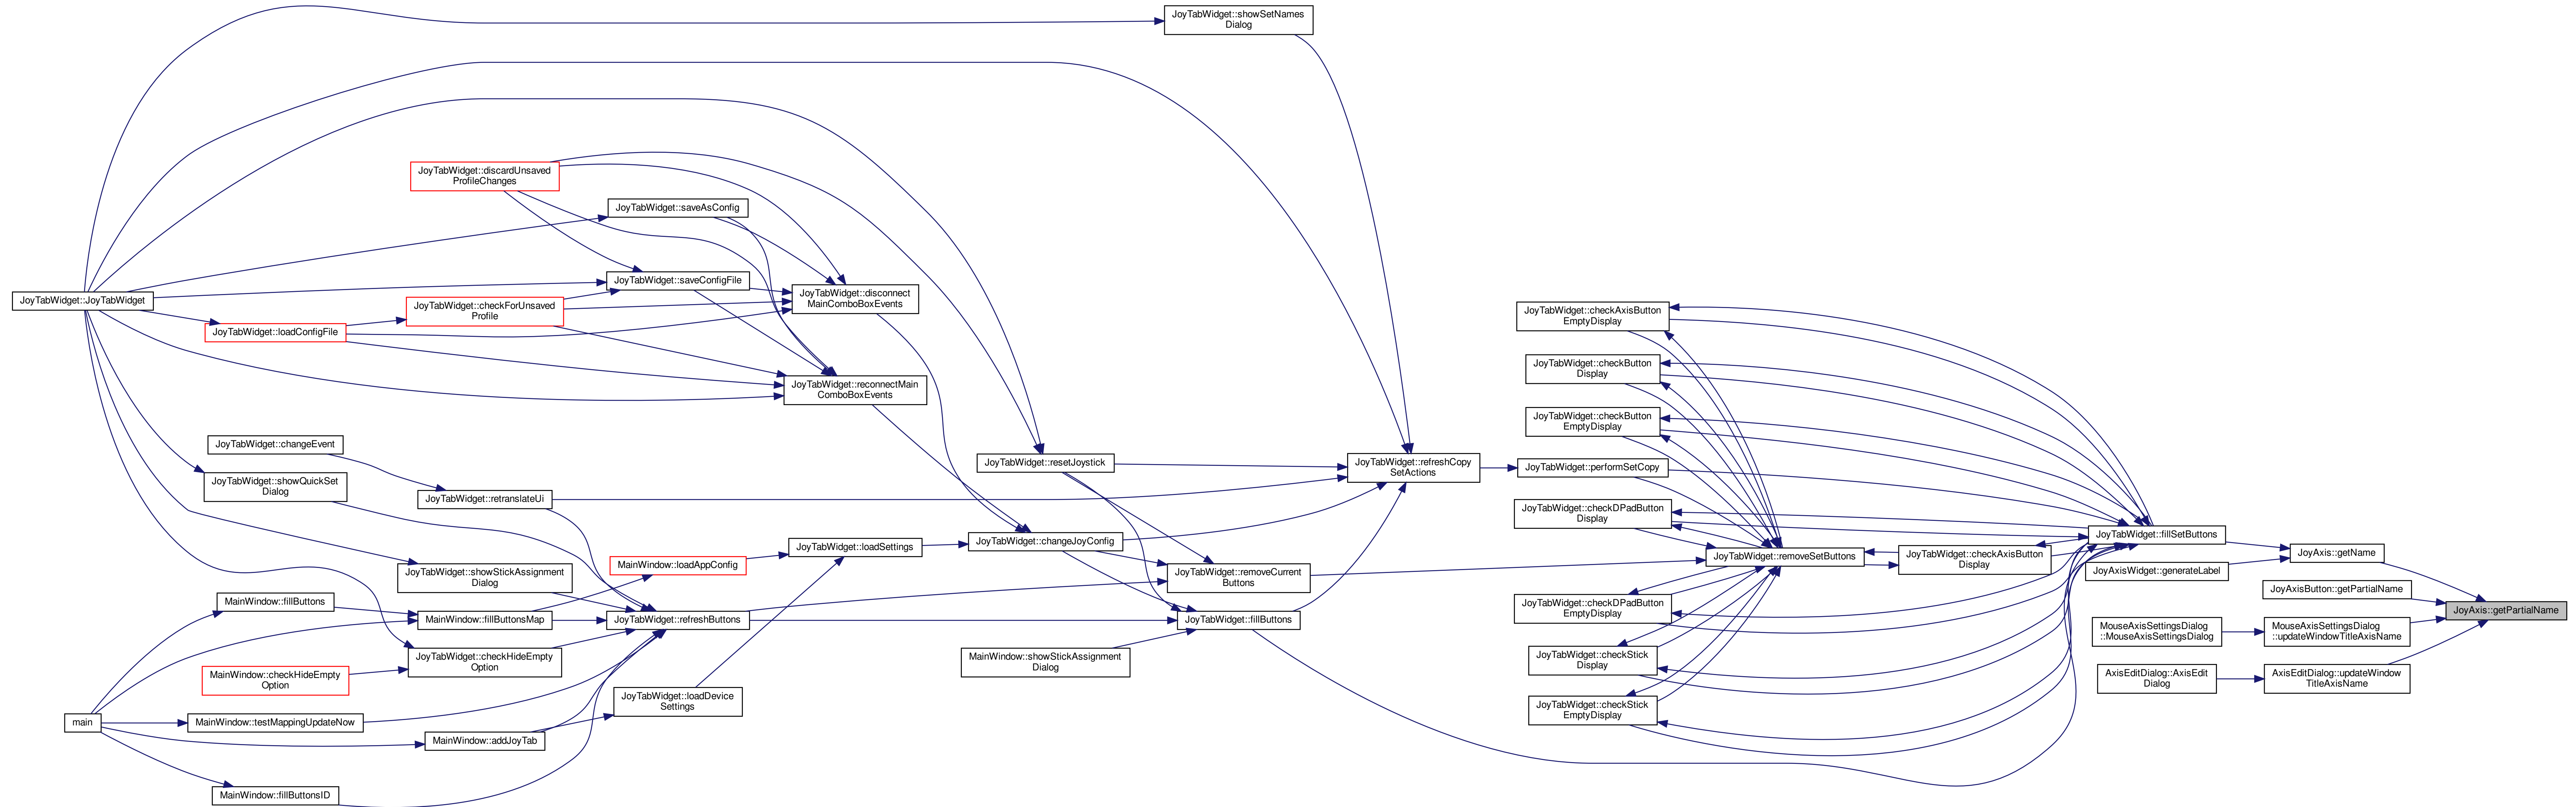 JoyTabWidget::showSetNames
Dialog
JoyTabWidget::discardUnsaved
ProfileChanges
JoyTabWidget::saveAsConfig
JoyTabWidget::saveConfigFile
JoyTabWidget::disconnect
MainComboBoxEvents
JoyTabWidget::JoyTabWidget
JoyTabWidget::checkForUnsaved
Profile
JoyTabWidget::loadConfigFile
JoyTabWidget::checkAxisButton
EmptyDisplay
JoyTabWidget::checkButton
Display
JoyTabWidget::reconnectMain
ComboBoxEvents
JoyTabWidget::checkButton
EmptyDisplay
JoyTabWidget::changeEvent
JoyTabWidget::resetJoystick
JoyTabWidget::refreshCopy
SetActions
JoyTabWidget::performSetCopy
JoyTabWidget::showQuickSet
Dialog
JoyTabWidget::retranslateUi
JoyTabWidget::checkDPadButton
Display
JoyTabWidget::fillSetButtons
JoyTabWidget::changeJoyConfig
JoyTabWidget::loadSettings
JoyTabWidget::removeSetButtons
JoyTabWidget::checkAxisButton
Display
JoyAxis::getName
MainWindow::loadAppConfig
JoyTabWidget::showStickAssignment
Dialog
JoyTabWidget::removeCurrent
Buttons
JoyAxisWidget::generateLabel
JoyAxisButton::getPartialName
MainWindow::fillButtons
JoyTabWidget::checkDPadButton
EmptyDisplay
JoyAxis::getPartialName
MainWindow::fillButtonsMap
JoyTabWidget::refreshButtons
JoyTabWidget::fillButtons
MouseAxisSettingsDialog
::MouseAxisSettingsDialog
MouseAxisSettingsDialog
::updateWindowTitleAxisName
JoyTabWidget::checkHideEmpty
Option
MainWindow::showStickAssignment
Dialog
JoyTabWidget::checkStick
Display
MainWindow::checkHideEmpty
Option
AxisEditDialog::AxisEdit
Dialog
AxisEditDialog::updateWindow
TitleAxisName
JoyTabWidget::loadDevice
Settings
JoyTabWidget::checkStick
EmptyDisplay
main
MainWindow::testMappingUpdateNow
MainWindow::addJoyTab
MainWindow::fillButtonsID